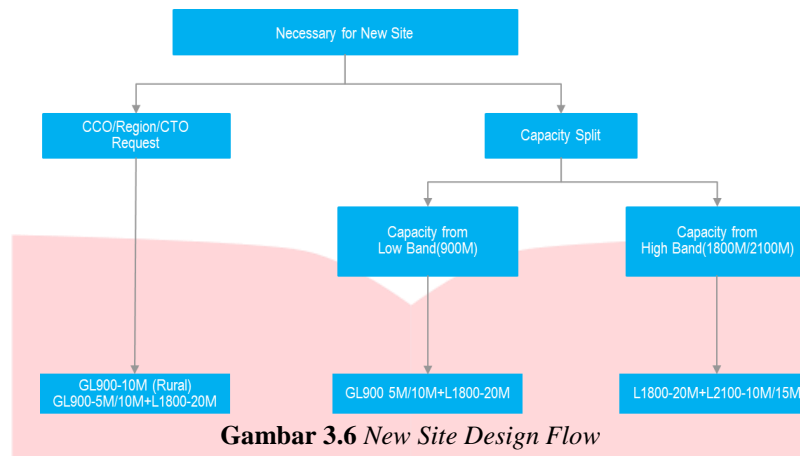 Necessary for New Site
CCO/Region/CTO
Request
Capacity Split
Capacity from
Low Band(900M)
Capacity from
High Band(1800M/2100M)
GL900-10M (Rural)
GL900-5M/10M+L1800-20M
GL900 5M/10M+L1800-20M
L1800-20M+L2100-10M/15M
Gambar 3.6 New Site Design Flow